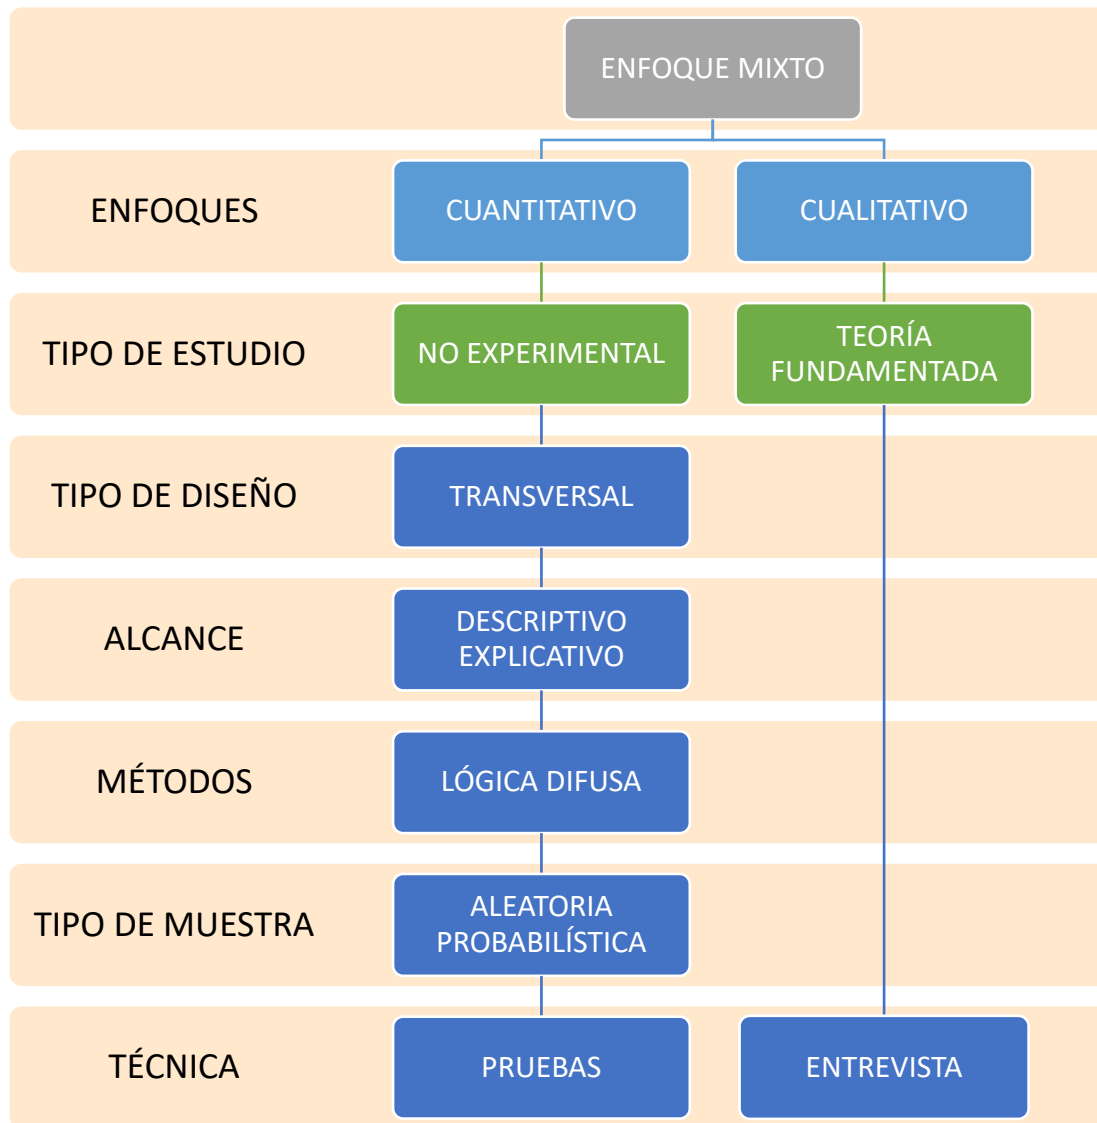 ENFOQUE MIXTO
ENFOQUES
CUANTITATIVO
CUALITATIVO
TIPO DE ESTUDIO
NO EXPERIMENTAL
TEORÍA
FUNDAMENTADA
TIPO DE DISEÑO
TRANSVERSAL
ALCANCE
DESCRIPTIVO
EXPLICATIVO
MÉTODOS
LÓGICA DIFUSA
TIPO DE MUESTRA
ALEATORIA
PROBABILÍSTICA
TÉCNICA
PRUEBAS
ENTREVISTA